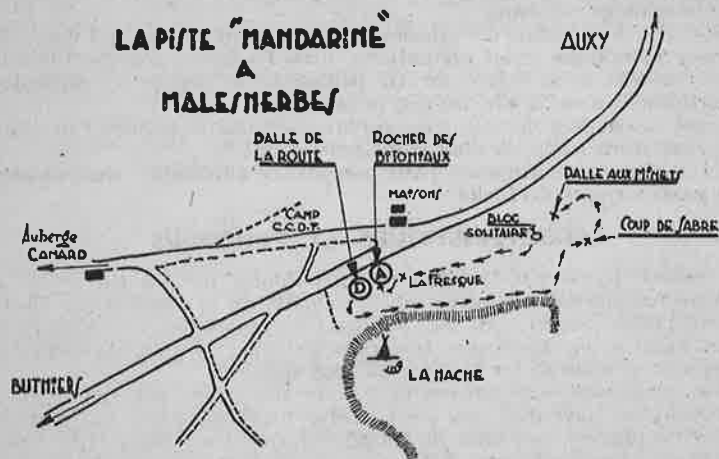 LA PISTE "MANDARINE"
A
MALESHERBES
AUXY
DALLE DE
LA ROUTE
ROCHER DES
BITONIAUX
MAISONS
CAMP
C.C.D.F.
DALLE AUX MINETS
BLOC
SOLITAIRE
COUP DE SABRE
Auberge
CANARD
LA FRESQUE
D
A
LA HACHE
BUTHIERS